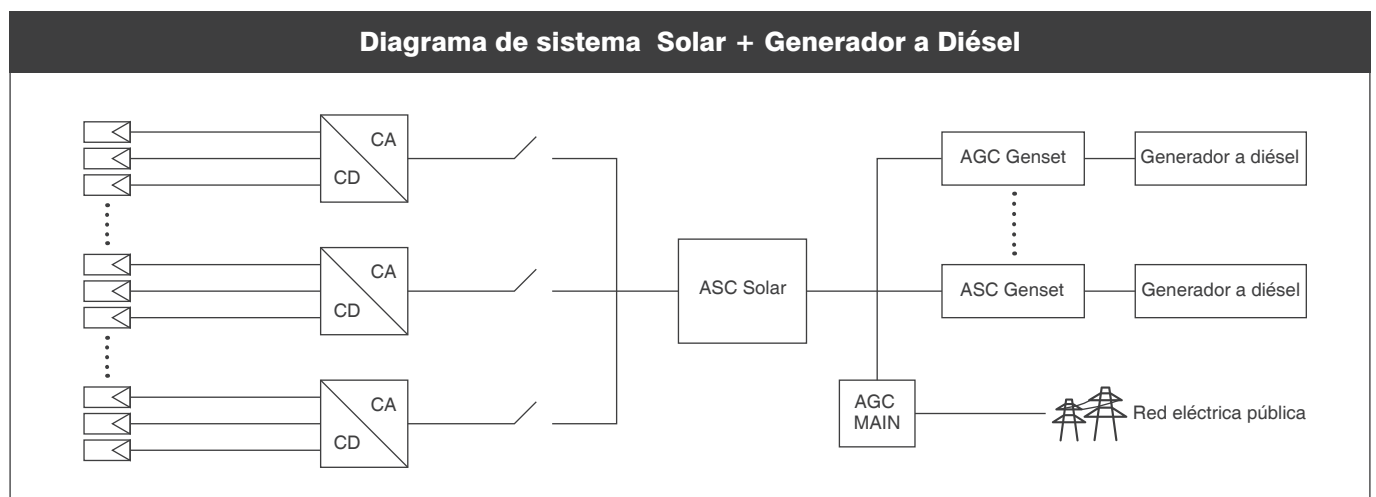 Diagrama de sistema Solar + Generador a Diésel
CA
CD
CA
CD
CA
CD
ASC Solar
AGC Genset
Generador a diésel
ASC Genset
Generador a diésel
AGC
MAIN
Red eléctrica pública